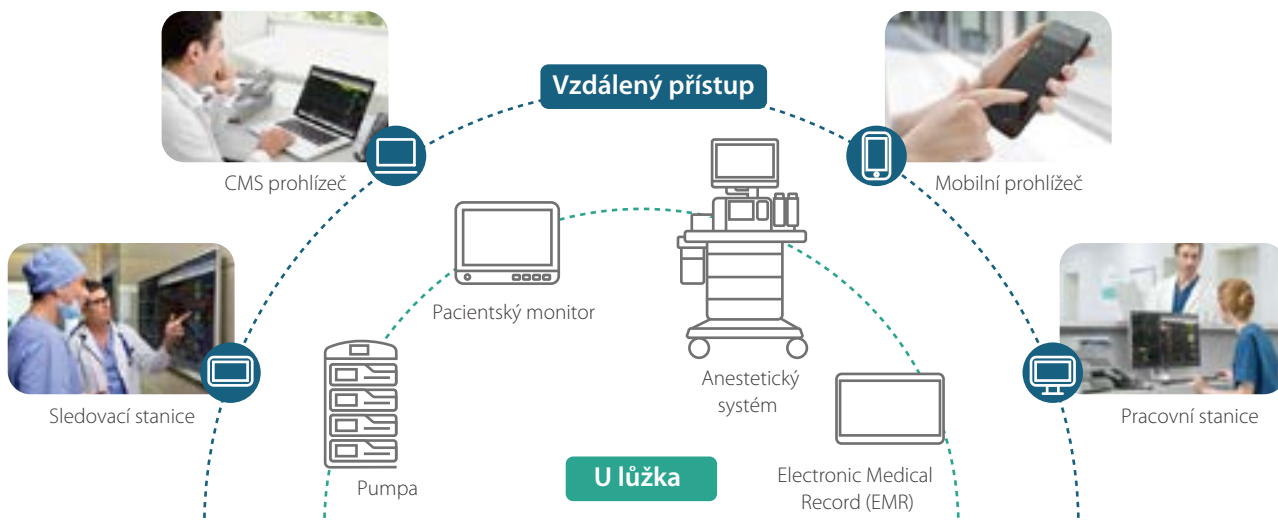 Vzdálený přístup
CMS prohlízeč
Mobilní prohlížeč
Pacientský monitor
Anestetický
systém
Sledovací stanice
Pracovní stanice
Pumpa
U lůžka
Electronic Medical
Record (EMR)